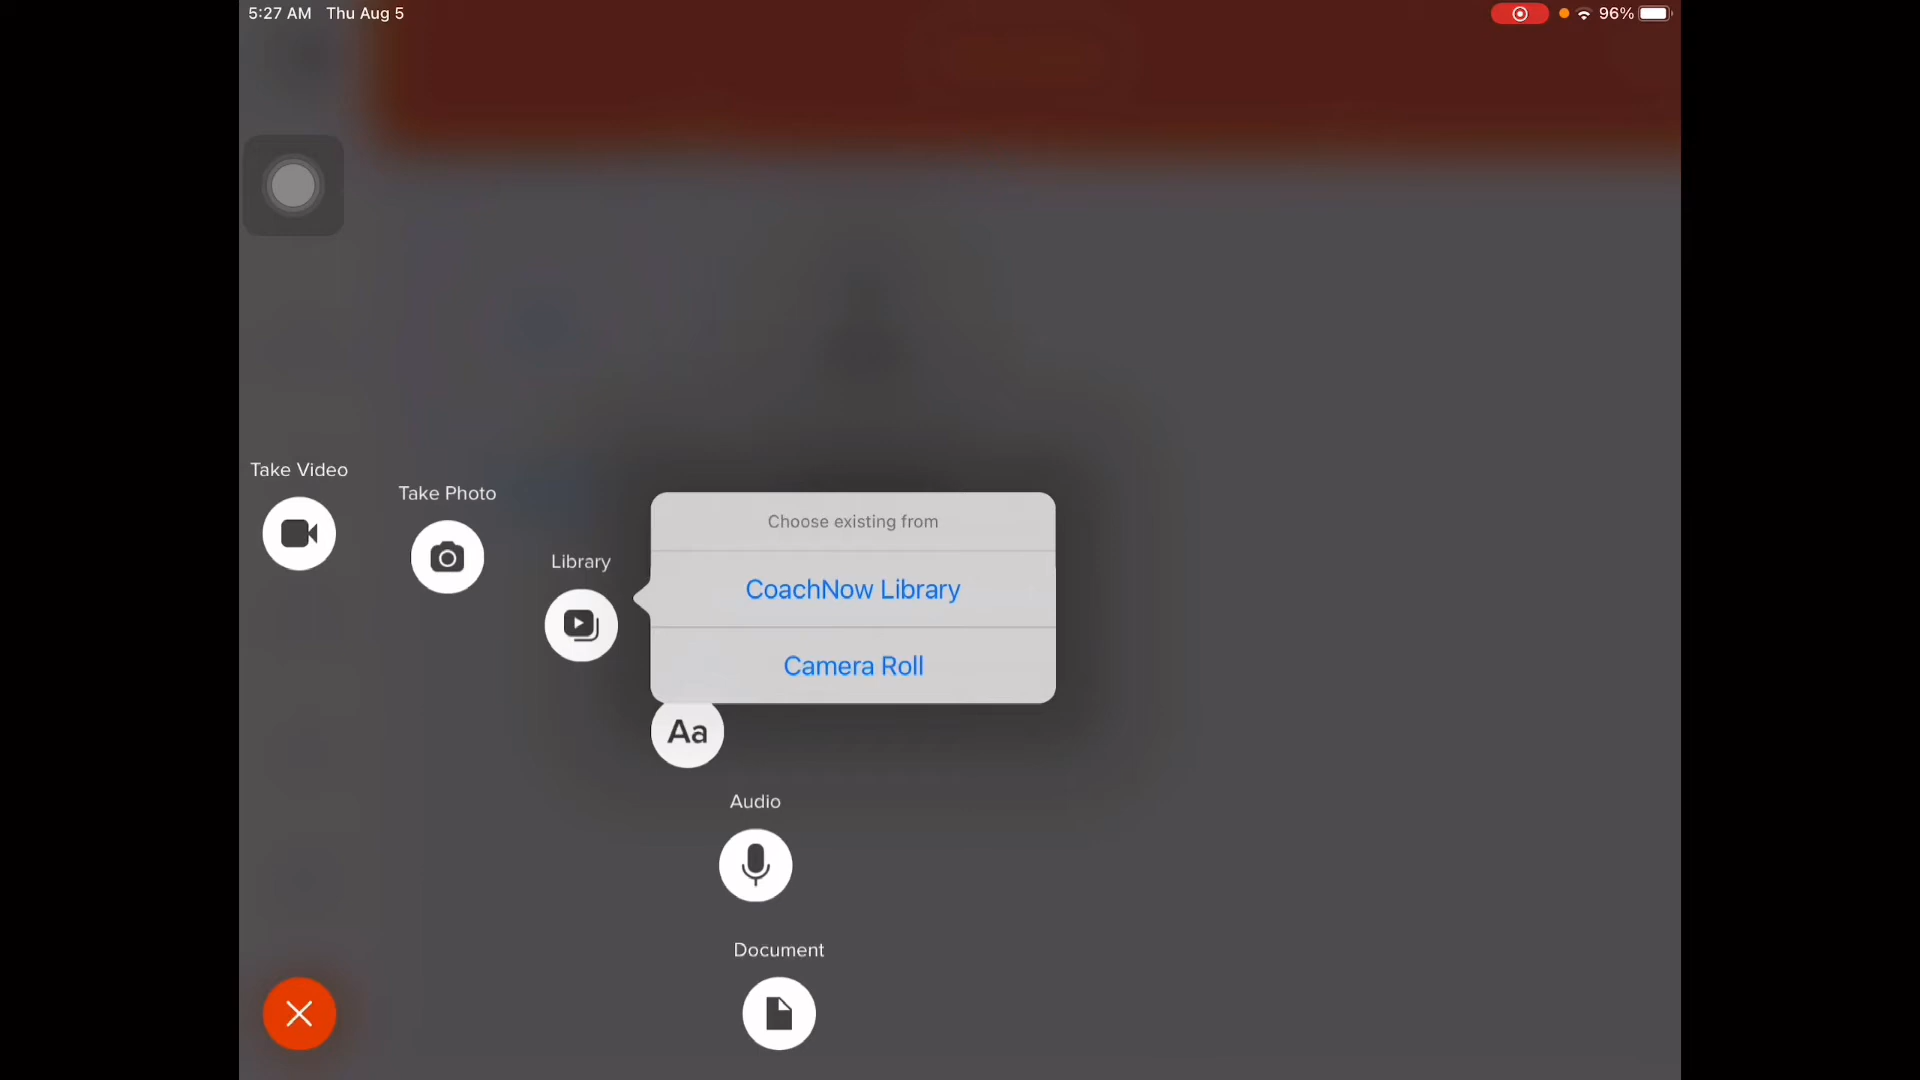 5:27 AM Thu Aug 5
96%
Take Video
Take Photo
Library
Choose existing from
CoachNow Library
Camera Roll
Aa
Audio
Document